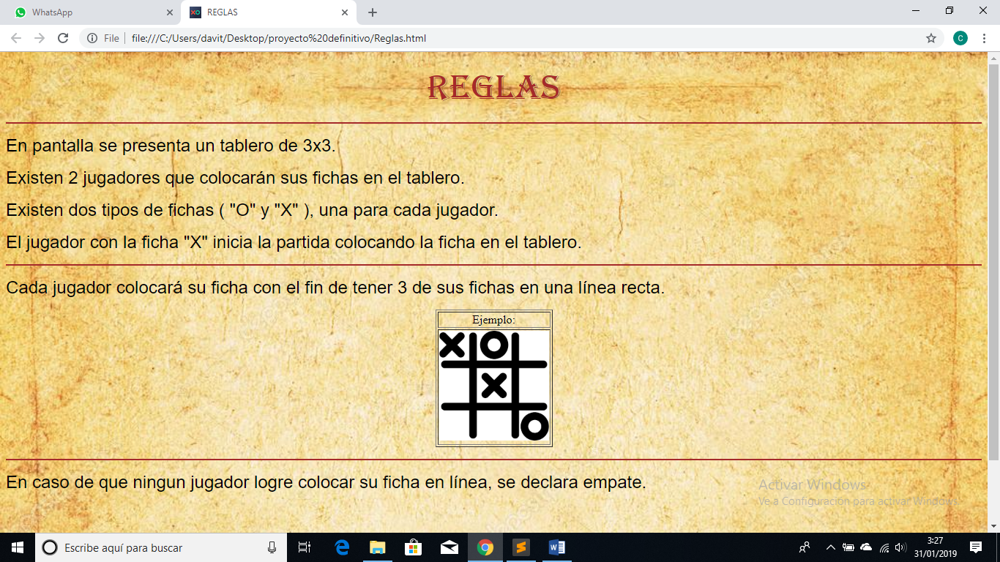 WhatsApp
REGLAS
File
file:///C:/Users/davit/Desktop/proyecto%20definitivo/Reglas.html
C
REGLAS
En pantalla se presenta un tablero de 3x3.
Existen 2 jugadores que colocarán sus fichas en el tablero.
Existen dos tipos de fichas ( "O" y "X" ), una para cada jugador.
El jugador con la ficha "X" inicia la partida colocando la ficha en el tablero.
Cada jugador colocará su ficha con el fin de tener 3 de sus fichas en una línea recta.
Ejemplo:
X O
X
O
En caso de que ningun jugador logre colocar su ficha en línea, se declara empate.
Activar Windows
Ve a Configuración para activar Windows.
Escribe aquí para buscar
3:27
31/01/2019